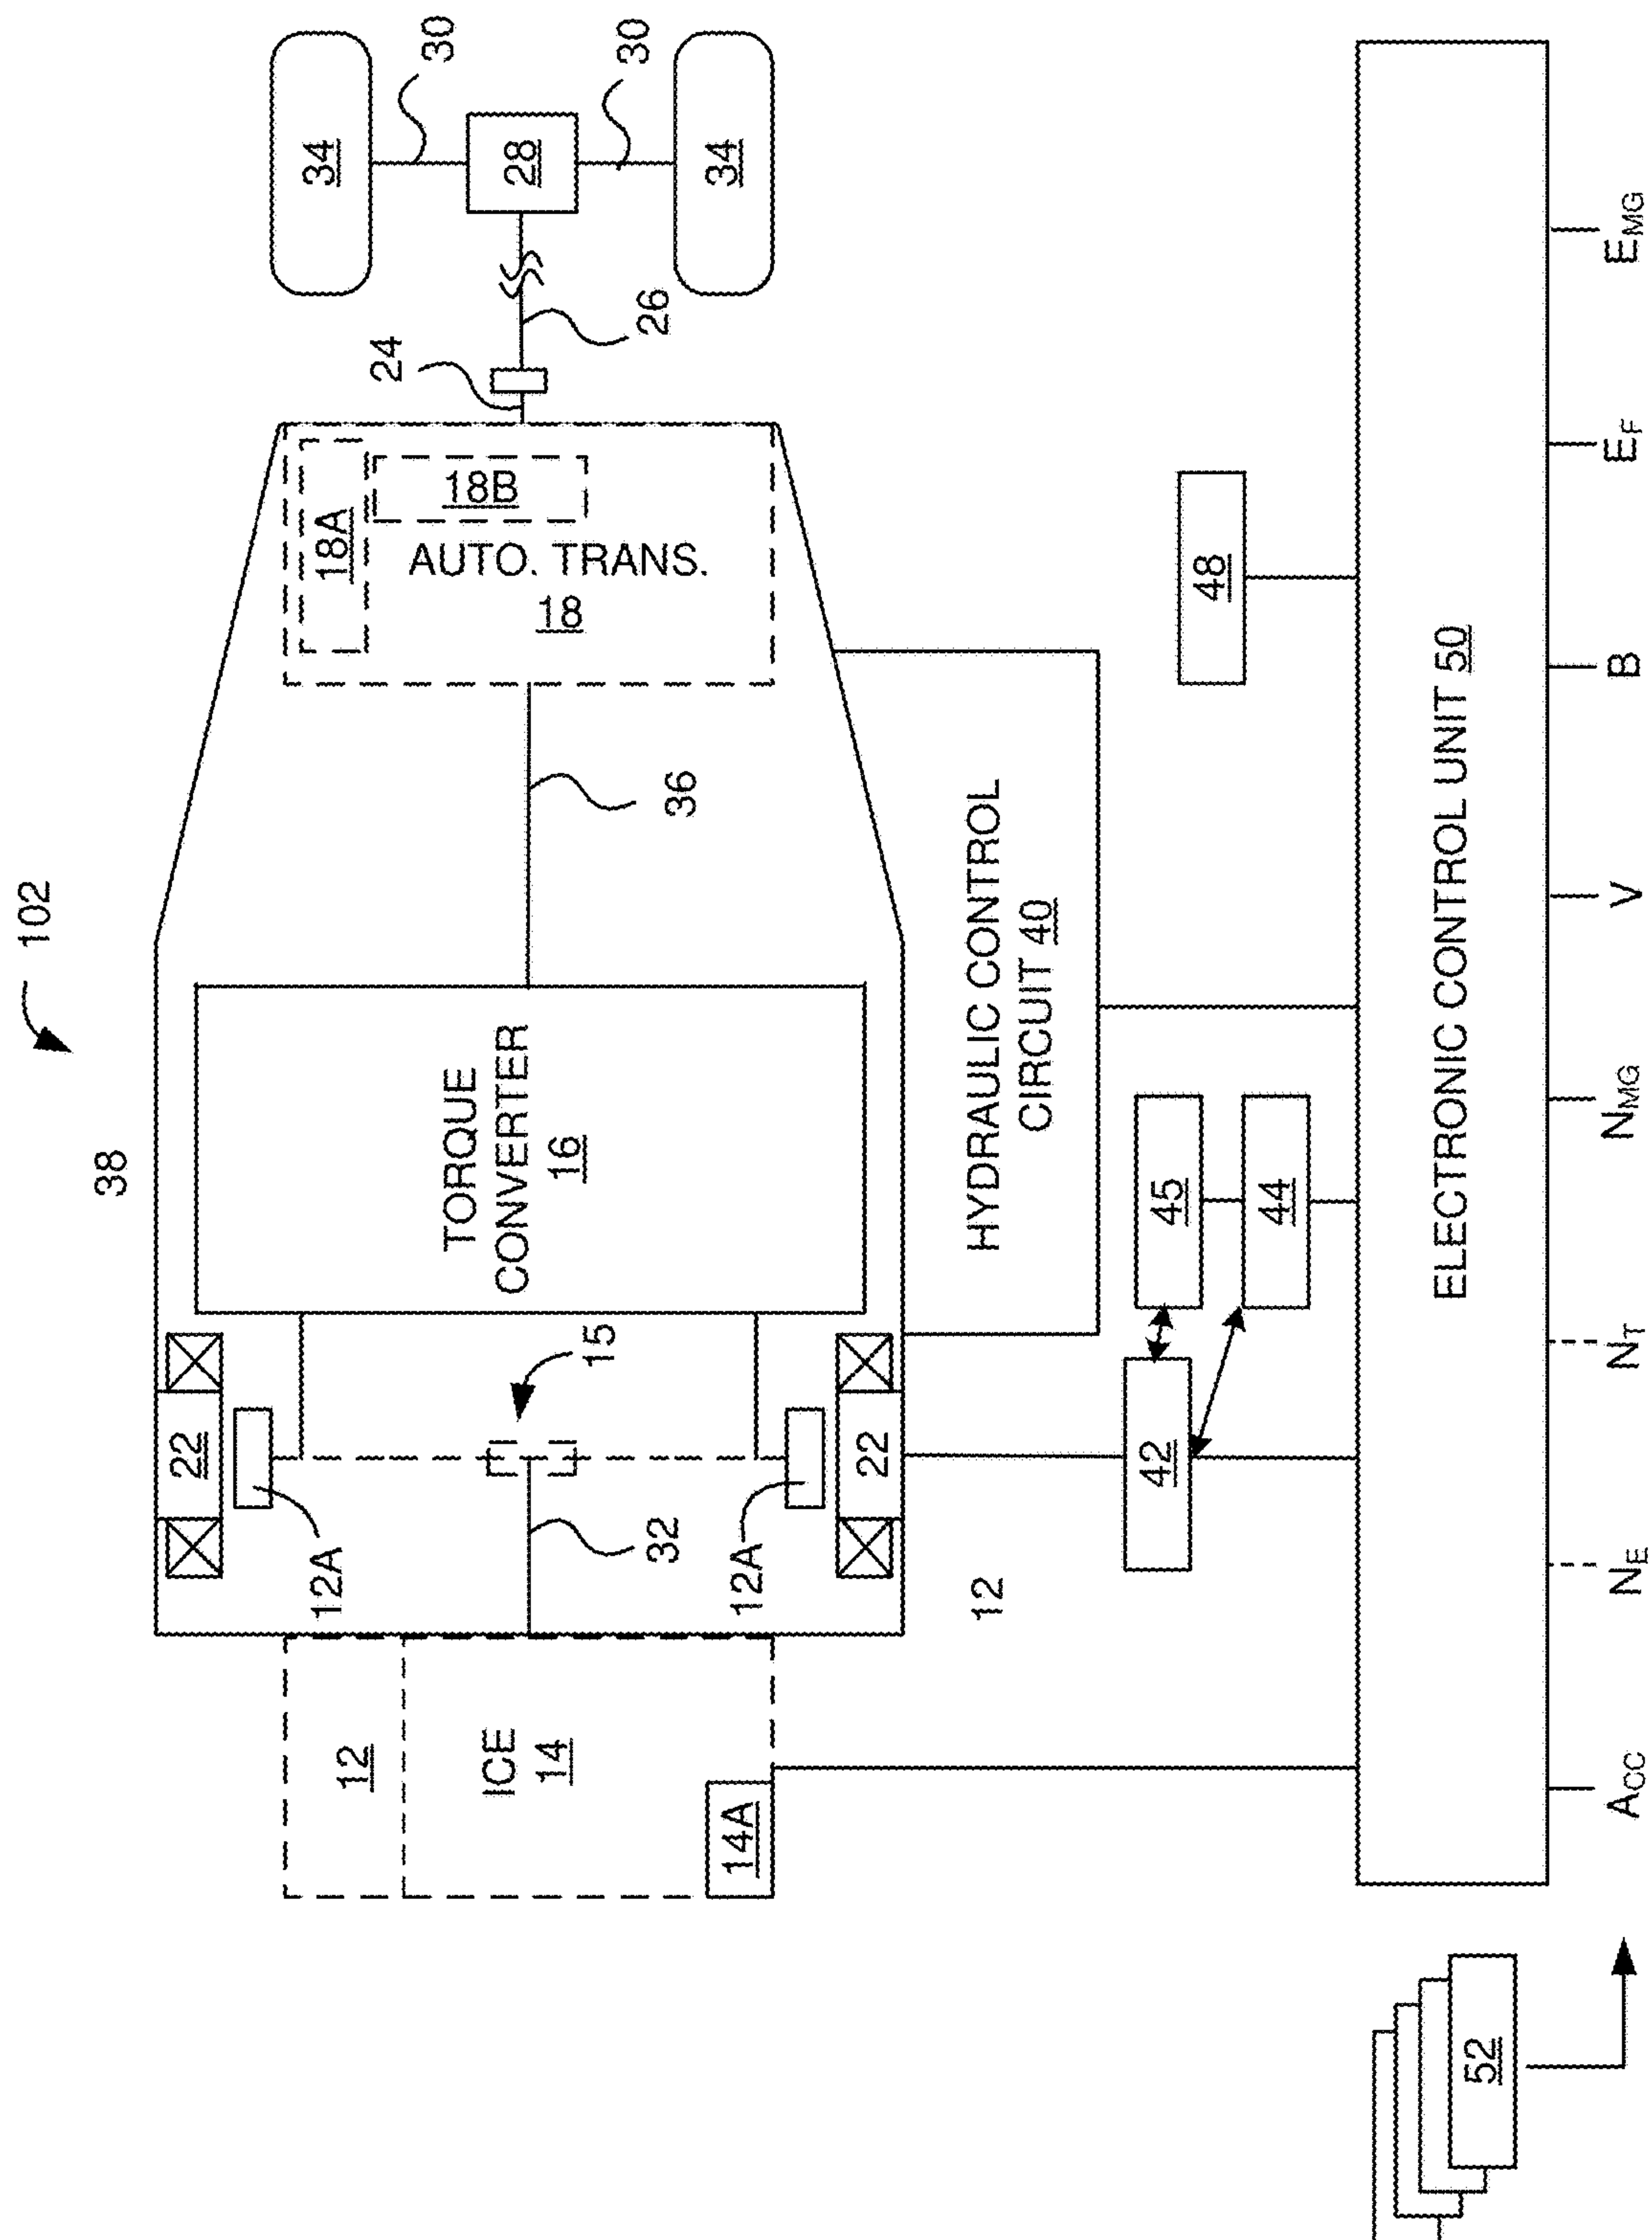 102
38
12
ICE
14
14A
12
22
12A
15
32
12A
22
TORQUE
CONVERTER
16
36
18A
18B
AUTO. TRANS.
18
24
26
28
30
30
34
34
HYDRAULIC CONTROL
CIRCUIT 40
42
45
44
48
ELECTRONIC CONTROL UNIT 50
52
ACC
NE
NT
NMG
V
B
EF
EMG